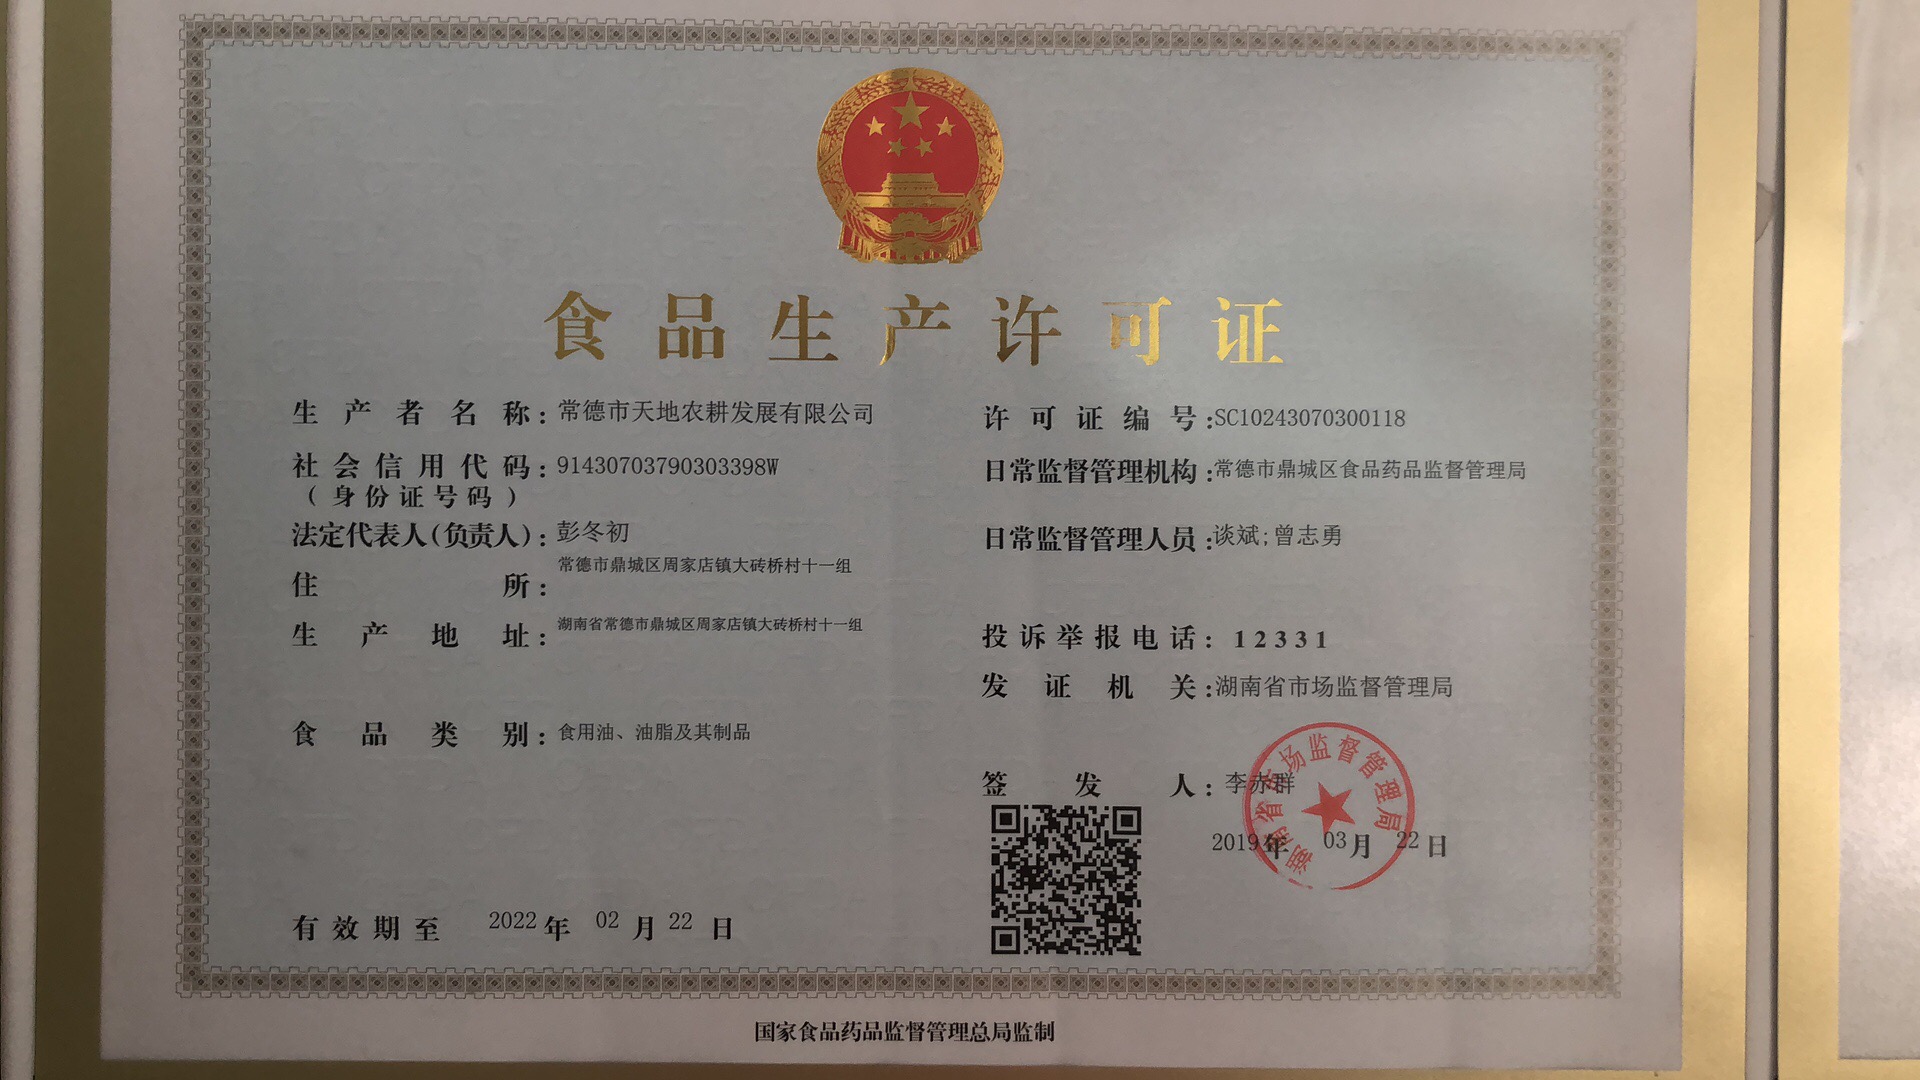 食品生产许可证
生产者名称：常德市天地农耕发展有限公司
社会信用代码：91430703790303398W
（身份证号码）
法定代表人(负责人)：彭冬初
住所：常德市鼎城区周家店镇大砖桥村十一组
生产地址：湖南省常德市鼎城区周家店镇大砖桥村十一组
食品类别：食用油、油脂及其制品
有效期至 2022年 02月22日
许可证编号：SC10243070300118
日常监督管理机构：常德市鼎城区食品药品监督管理局
日常监督管理人员：谈斌;曾志勇
投诉举报电话：12331
发证机关：湖南省市场监督管理局
签发人：李赤群
湖南省市场监督管理局
2019年 03月 22日
国家食品药品监督管理总局监制